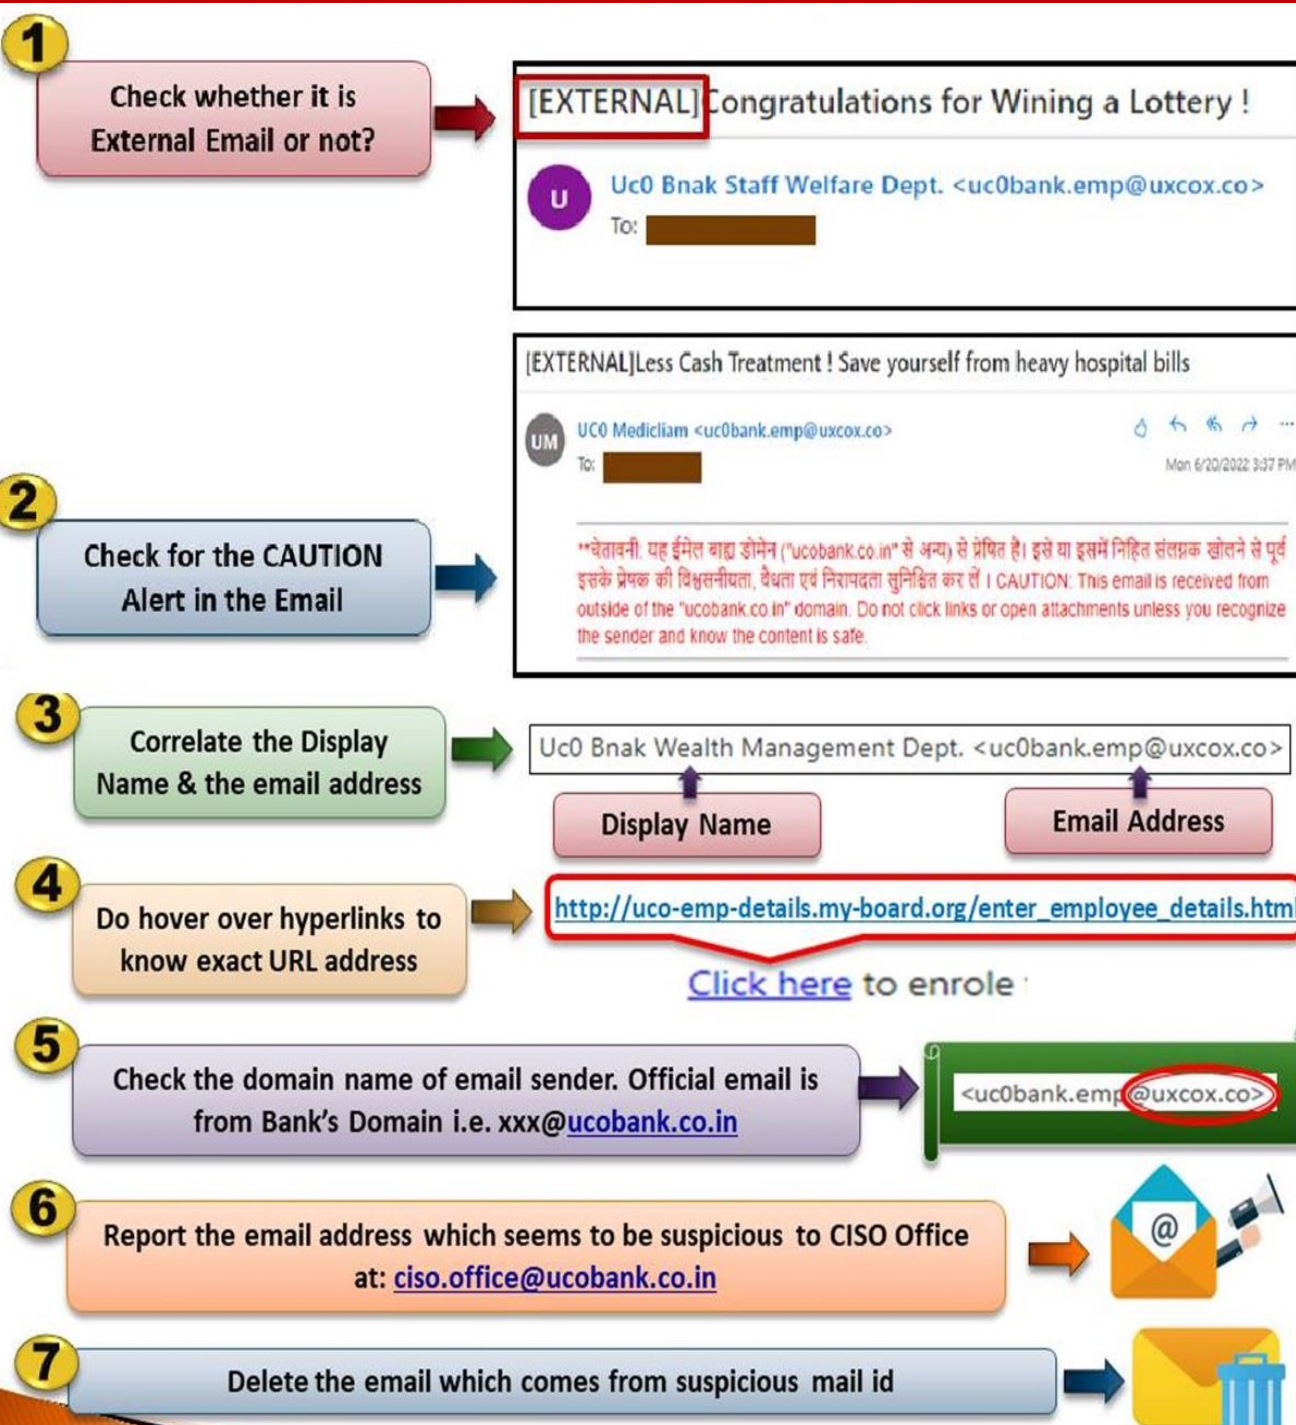 1
Check whether it is
External Email or not?
[EXTERNAL]Congratulations for Wining a Lottery !
U
Uc0 Bnak Staff Welfare Dept. <uc0bank.emp@uxcox.co>
To:
[EXTERNAL]Less Cash Treatment ! Save yourself from heavy hospital bills
UM
UC0 Medicliam <uc0bank.emp@uxcox.co>
To:
Mon 6/20/2022 3:37 PM
2
Check for the CAUTION
Alert in the Email
**चेतावनी: यह ईमेल बाह्य डोमेन ("ucobank.co.in" से अन्य) से प्रेषित है। इसे या इसमें निहित संलग्नक खोलने से पूर्व
इसके प्रेषक की विश्वसनीयता, वैधता एवं निरापदता सुनिश्चित कर लें । CAUTION: This email is received from
outside of the "ucobank.co.in" domain. Do not click links or open attachments unless you recognize
the sender and know the content is safe.
3
Correlate the Display
Name & the email address
Uc0 Bnak Wealth Management Dept. <uc0bank.emp@uxcox.co>
Display Name
Email Address
4
Do hover over hyperlinks to
know exact URL address
http://uco-emp-details.my-board.org/enter_employee_details.html
Click here to enrole
5
Check the domain name of email sender. Official email is
from Bank's Domain i.e. xxx@ucobank.co.in
<uc0bank.emp@uxcox.co>
6
Report the email address which seems to be suspicious to CISO Office
at: ciso.office@ucobank.co.in
@
7
Delete the email which comes from suspicious mail id